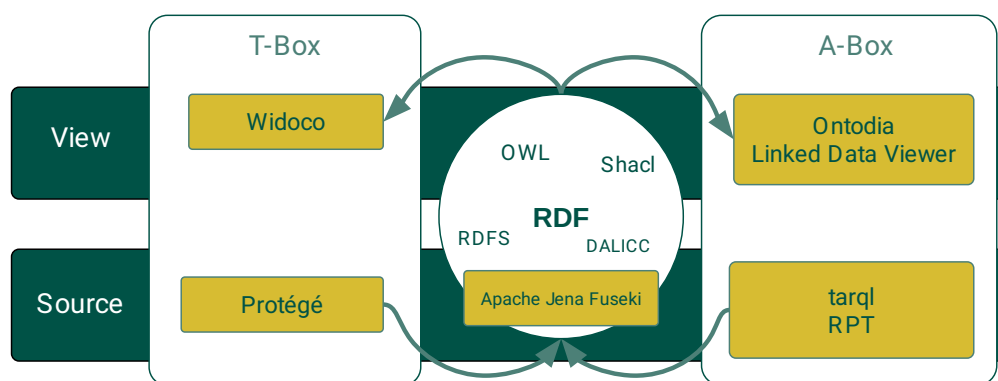 T-Box
A-Box
View
Widoco
OWL
Shacl
Ontodia
Linked Data Viewer
RDF
RDFS
DALICC
Source
Protégé
Apache Jena Fuseki
tarql
RPT